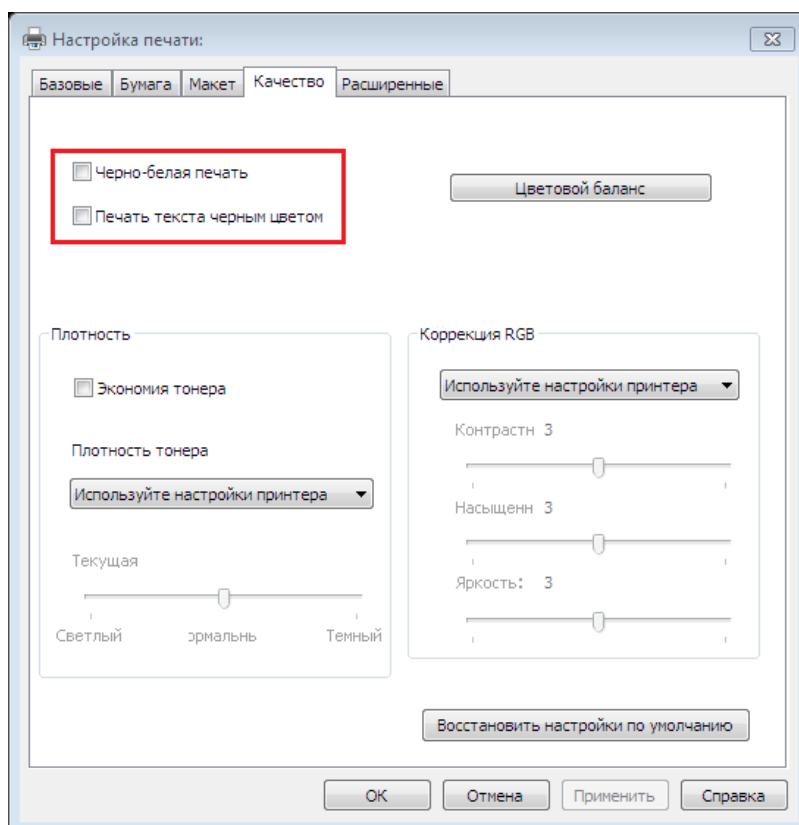 Настройка печати:
Базовые Бумага Макет Качество Расширенные
Черно-белая печать
Цветовой баланс
Печать текста черным цветом
Плотность
Коррекция RGB
Экономия тонера
Используйте настройки принтера
Контрастн 3
Плотность тонера
Используйте настройки принтера
Насыщенн 3
Текущая
Яркость: 3
Светлый ормальнь Темный
Восстановить настройки по умолчанию
ОК Отмена Применить Справка